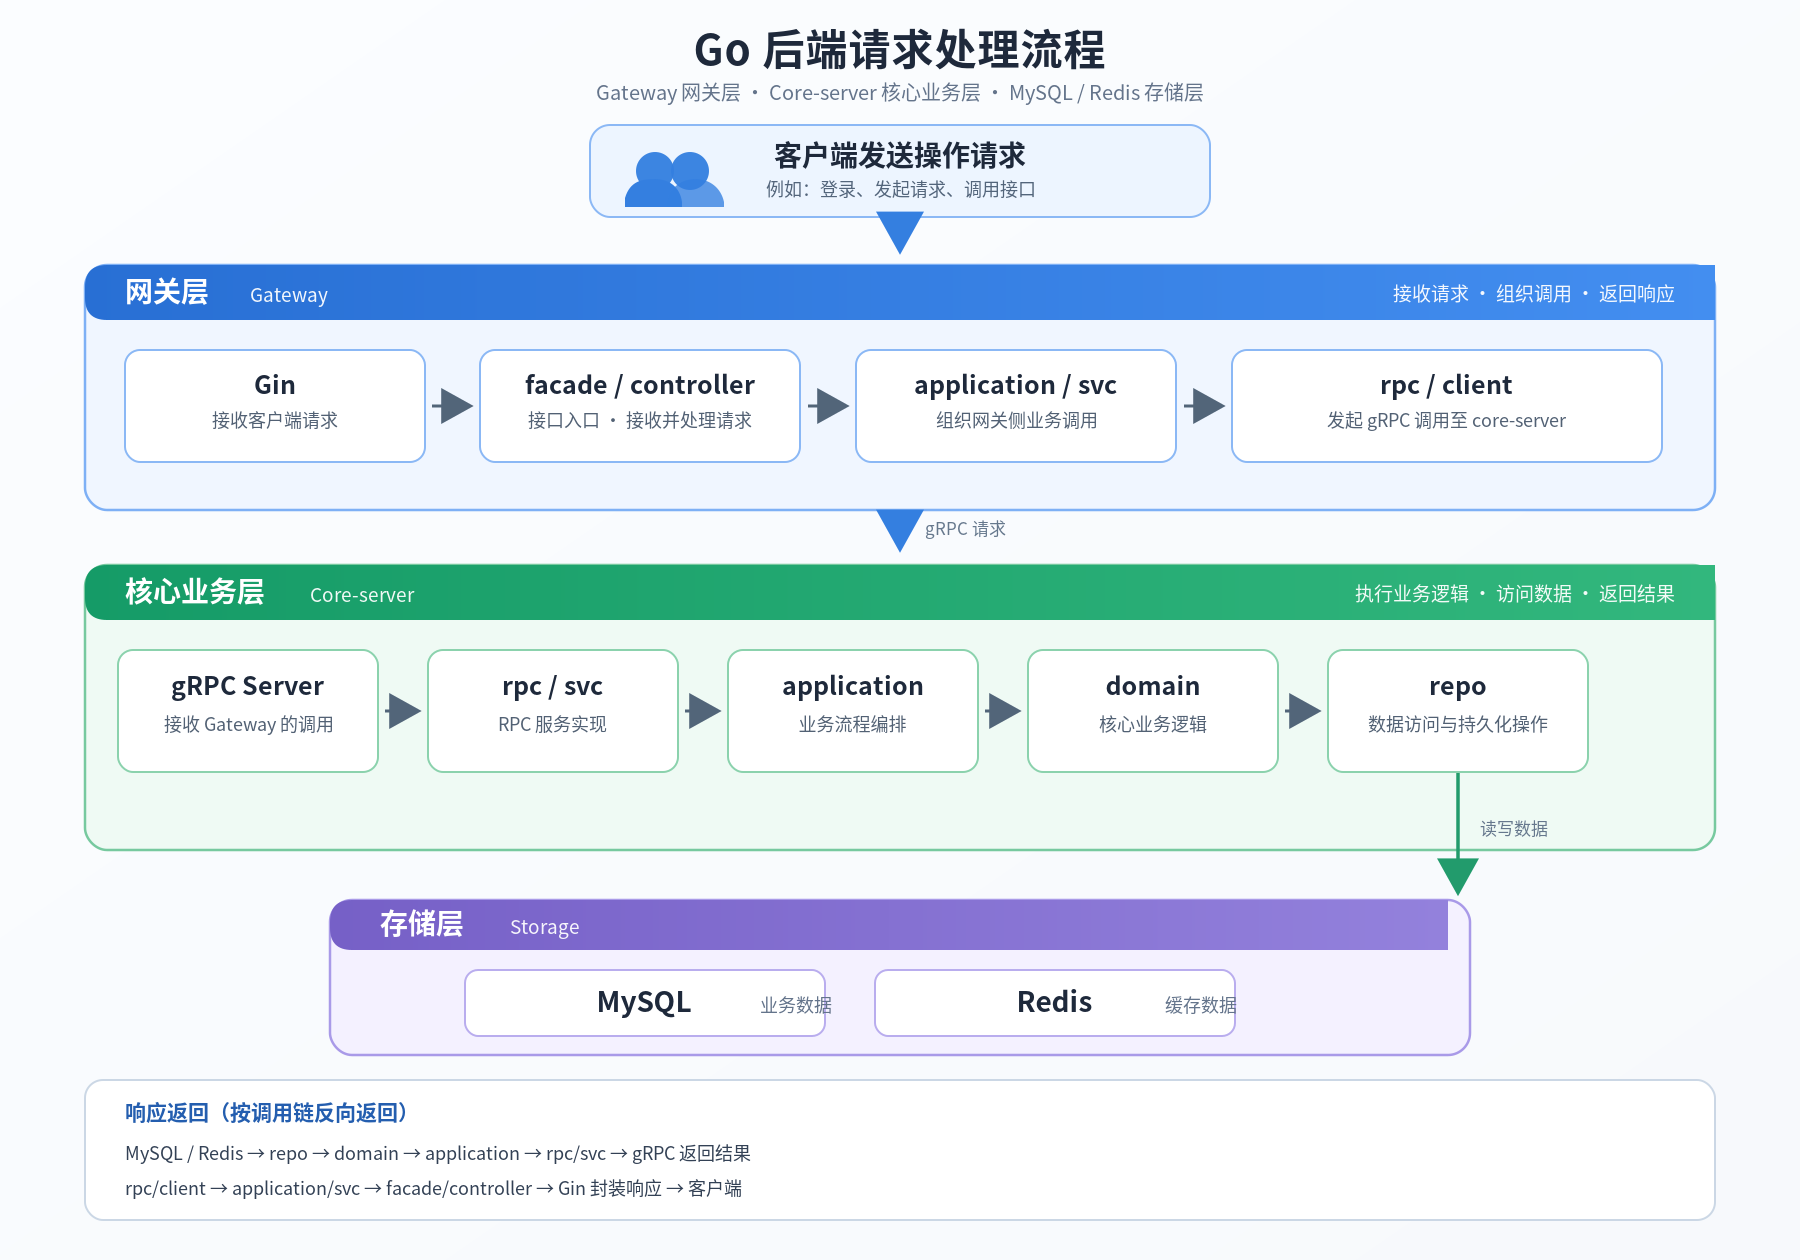 Go 后端请求处理流程
Gateway 网关层 • Core-server 核心业务层 • MySQL / Redis 存储层
客户端发送操作请求
例如：登录、发起请求、调用接口
网关层 Gateway 接收请求 • 组织调用 • 返回响应
Gin
接收客户端请求
facade / controller
接口入口 • 接收并处理请求
application / svc
组织网关侧业务调用
rpc / client
发起 gRPC 调用至 core-server
gRPC 请求
核心业务层 Core-server 执行业务逻辑 • 访问数据 • 返回结果
gRPC Server
接收 Gateway 的调用
rpc / svc
RPC 服务实现
application
业务流程编排
domain
核心业务逻辑
repo
数据访问与持久化操作
读写数据
存储层 Storage
MySQL 业务数据
Redis 缓存数据
响应返回（按调用链反向返回）
MySQL / Redis → repo → domain → application → rpc/svc → gRPC 返回结果
rpc/client → application/svc → facade/controller → Gin 封装响应 → 客户端